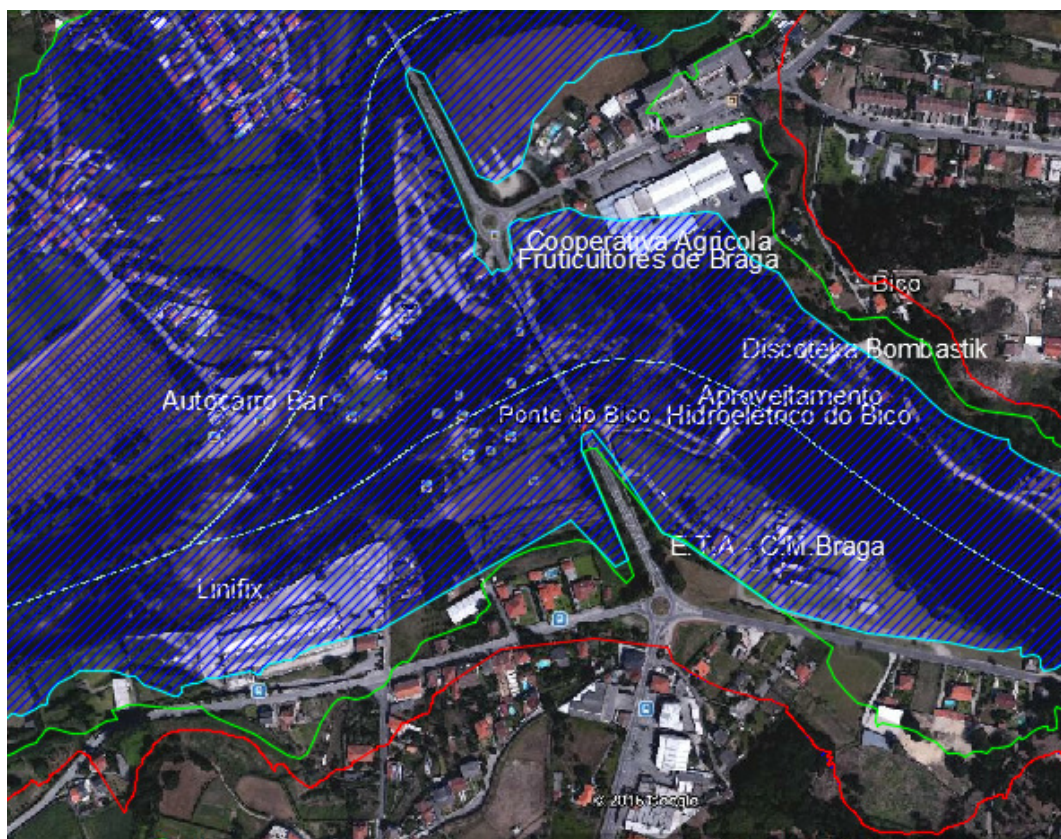 Cooperativa Agricola
Fruticultores de Braga
Bico
Discoteka Bombastik
Autocarro Bar
Aproveitamento
Ponte do Bico Hidroelétrico do Bico
E.T.A - C.M.Braga
Linifix
© 2016 Google